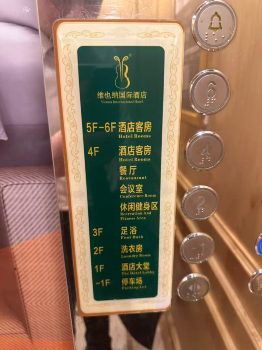 维也纳国际酒店
Vienna International Hotel
5F-6F 酒店客房
Hotel Rooms
4F 酒店客房
Hotel Rooms
餐厅
Restaurant
会议室
Conference Room
休闲健身区
Recreation And
Fitness Area
3F 足浴
Foot Bath
2F 洗衣房
Laundry Room
1F 酒店大堂
The Hotel Lobby
-1F 停车场
Parking Lot